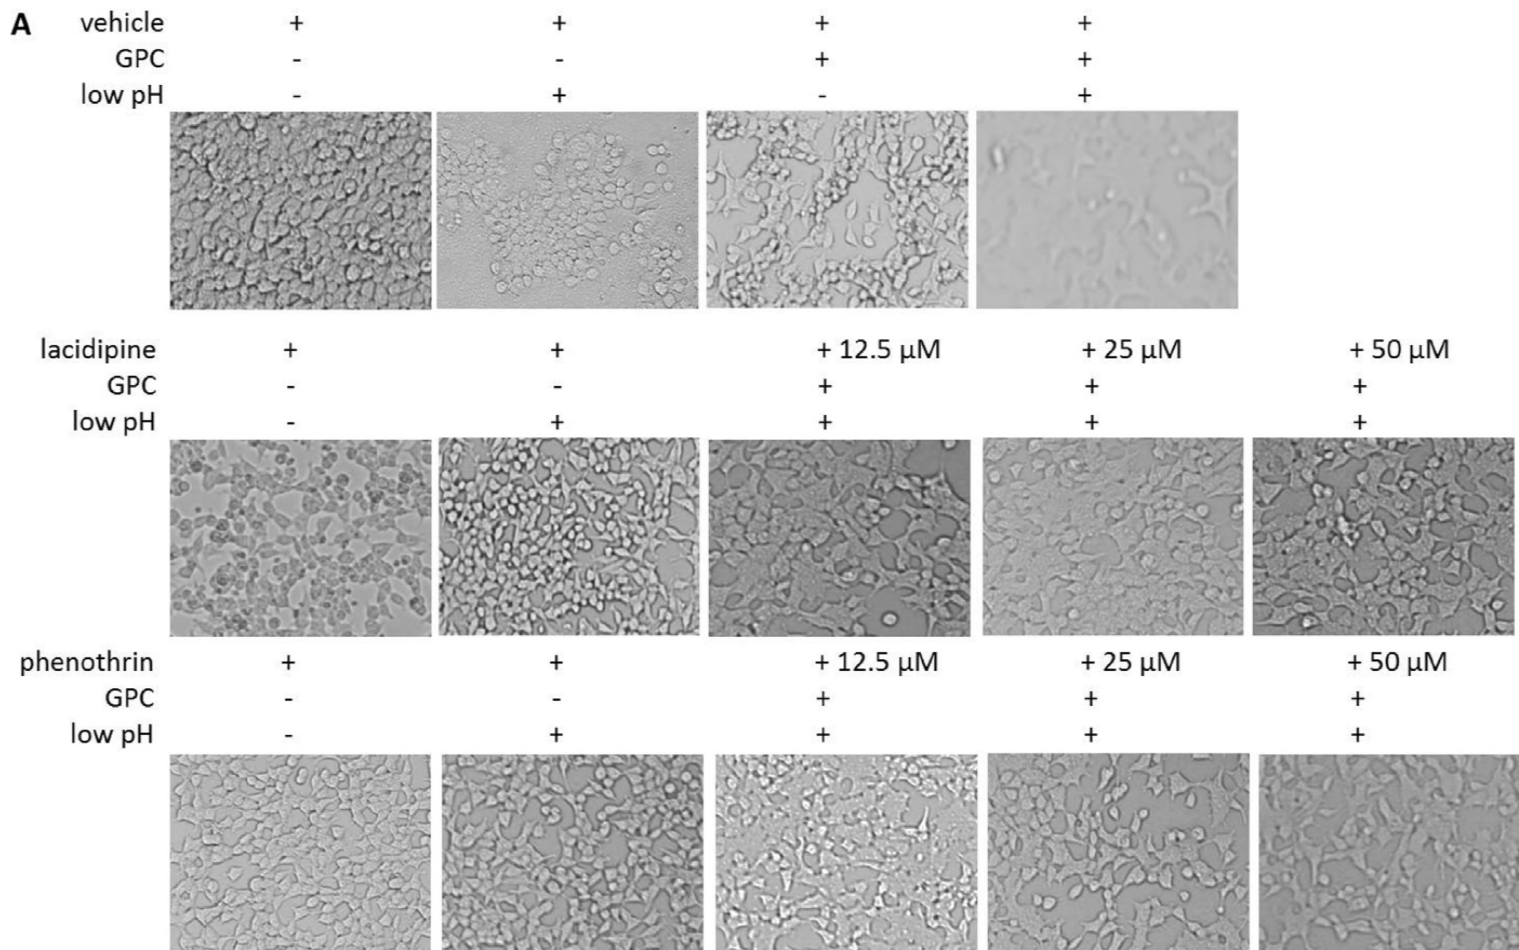 A vehicle + + + +
GPC - - + +
low pH - + - +
lacidipine + + + 12.5 µM + 25 µM + 50 µM
GPC - - + + +
low pH - + + + +
phenothrin + + + 12.5 µM + 25 µM + 50 µM
GPC - - + + +
low pH - + + + +